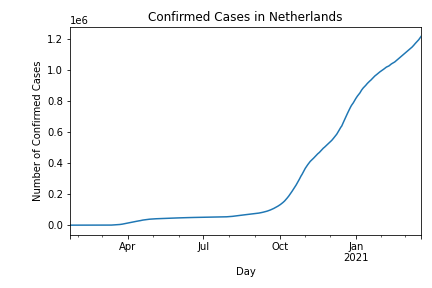 Confirmed Cases in Netherlands
1e6
1.2
1.0
0.8
0.6
0.4
0.2
0.0
Number of Confirmed Cases
Apr
Jul
Oct
Jan
2021
Day